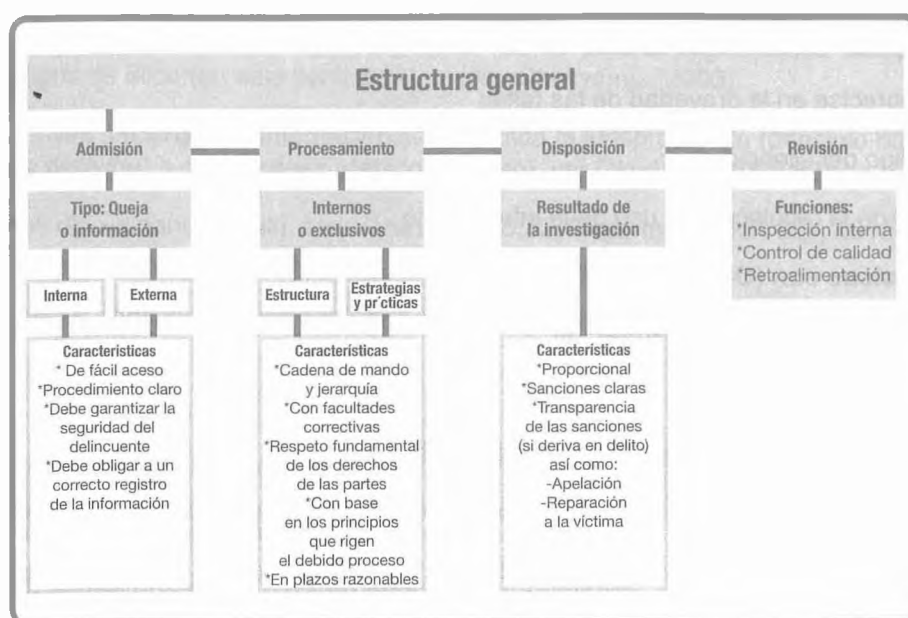 Estructura general
Admisión
Procesamiento
Disposición
Revisión
Tipo: Queja
o información
Internos
o exclusivos
Resultado de
la investigación
Funciones:
*Inspección interna
*Control de calidad
*Retroalimentación
Interna
Externa
Estructura
Estrategias
y pr´cticas
Características
* De fácil aceso
*Procedimiento claro
*Debe garantizar la
seguridad del
delincuente
*Debe obligar a un
correcto registro
de la información
Características
*Cadena de mando
y jerarquía
*Con facultades
correctivas
*Respeto fundamental
de los derechos
de las partes
*Con base
en los principios
que rigen
el debido proceso
*En plazos razonables
Características
*Proporcional
*Sanciones claras
*Transparencia
de las sanciones
(si deriva en delito)
así como:
-Apelación
-Reparación
a la víctima